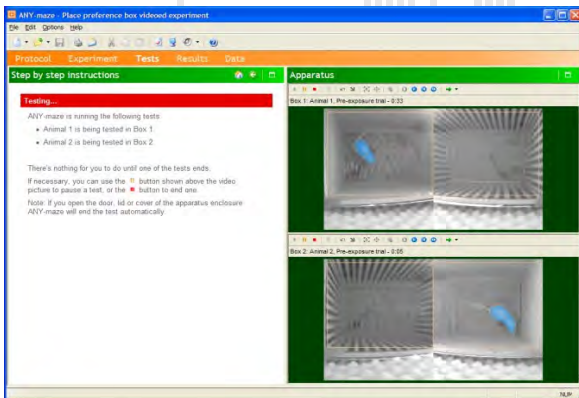 ANY-maze - Place preference box videoed experiment
File Edit Options Help
Protocol Experiment Tests Results Data
Step by step instructions
Testing...
ANY-maze is running the following tests:
• Animal 1 is being tested in Box 1
• Animal 2 is being tested in Box 2
There's nothing for you to do until one of the tests ends.
If necessary, you can use the button shown above the video
picture to pause a test, or the button to end one.
Note: If you open the door, lid or cover of the apparatus enclosure
ANY-maze will end the test automatically.
Apparatus
Box 1: Animal 1, Pre-exposure trial - 0:33
Box 2: Animal 2, Pre-exposure trial - 0:05
NUM